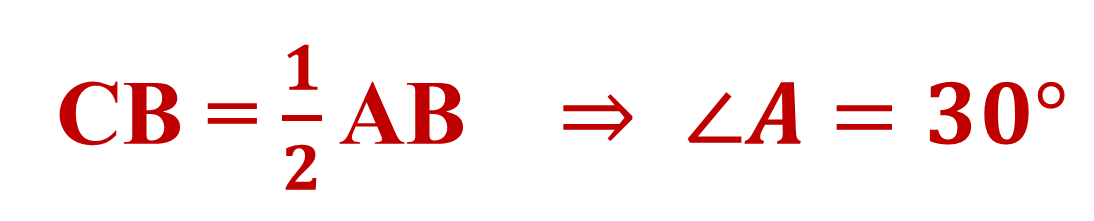 CB = 1/2 AB ⇒ ∠A = 30°